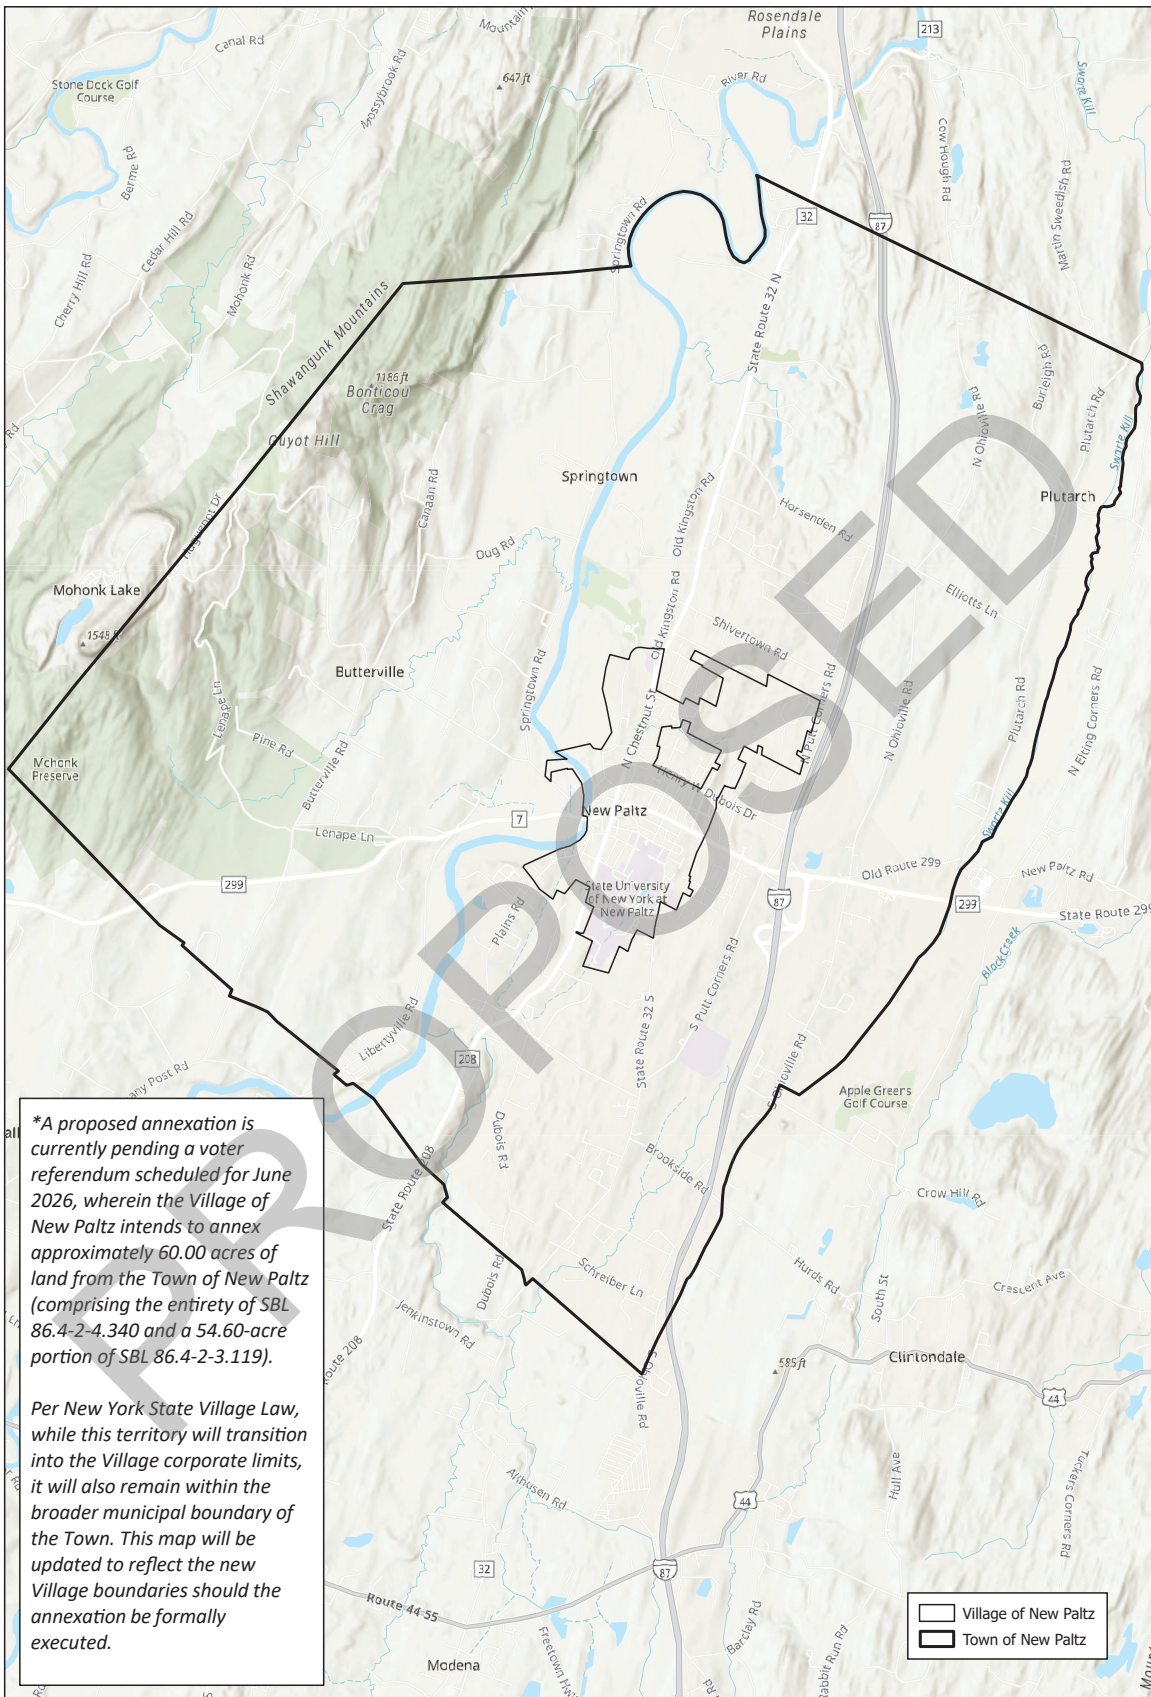 Rosendale
Plains
213
Canal Rd
Mountain
Mossybrook Rd
647 ft
Stone Dock Golf
Course
River Rd
Swarte Kill
Berme Rd
Cow Hough Rd
Martin Swedish Rd
Springtown Rd
32
87
Cedar Hill Rd
Cherry Hill Rd
Mohonk Rd
Shawangunk Mountains
State Route 32 N
1186 ft
Bonticou
Crag
Guyot Hill
Burleigh Rd
N Ohioville Rd
Plutarch Rd
Swarte Kill
Rd
Canaan Rd
Springtown
Old Kingston Rd
Plutarch
Horsenden Rd
Huguenot Dr
Dug Rd
Mohonk Lake
1548 ft
Old Kingston Rd
Elliotts Ln
Shivertown Rd
Butterville
Springtown Rd
Lenape Ln
Pine Rd
Butterville Rd
N Chestnut St
N Putt Corners Rd
N Ohioville Rd
Plutarch Rd
N Elting Corners Rd
Mohonk
Preserve
Henry W Dubois Dr
New Paltz
7
Lenape Ln
Swarte Kill
299
State University
of New York at
New Paltz
Old Route 299
New Paltz Rd
87
299
State Route 299
Plains Rd
Black Creek
S Putt Corners Rd
Libertyville Rd
State Route 32 S
208
S Ohioville Rd
Apple Greens
Golf Course
any Post Rd
Dubois Rd
Brookside Rd
State Route 208
Crow Hill Rd
PROPOSED
*A proposed annexation is
currently pending a voter
referendum scheduled for June
2026, wherein the Village of
New Paltz intends to annex
approximately 60.00 acres of
land from the Town of New Paltz
(comprising the entirety of SBL
86.4-2-4.340 and a 54.60-acre
portion of SBL 86.4-2-3.119).
Per New York State Village Law,
while this territory will transition
into the Village corporate limits,
it will also remain within the
broader municipal boundary of
the Town. This map will be
updated to reflect the new
Village boundaries should the
annexation be formally
executed.
Schreiber Ln
Dubois Rd
Hurds Rd
South St
Crescent Ave
Jenkinstown Rd
Route 208
585 ft
Clintondale
S Ohioville Rd
44
Hull Ave
Tuckers Corners Rd
Alhusen Rd
44
32
87
Route 44 55
Freetown Hwy
Barclay Rd
Rabbit Run Rd
Modena
Village of New Paltz
Town of New Paltz